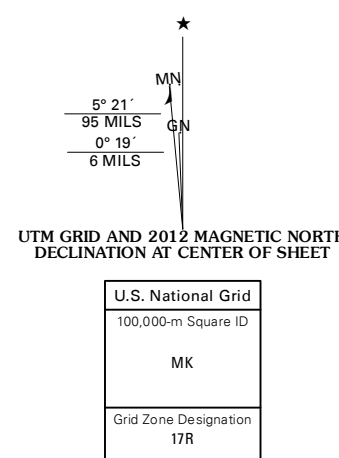 ★
MN
5° 21´
95 MILS
GN
0° 19´
6 MILS
UTM GRID AND 2012 MAGNETIC NORTH
DECLINATION AT CENTER OF SHEET
U.S. National Grid
100,000-m Square ID
MK
Grid Zone Designation
17R